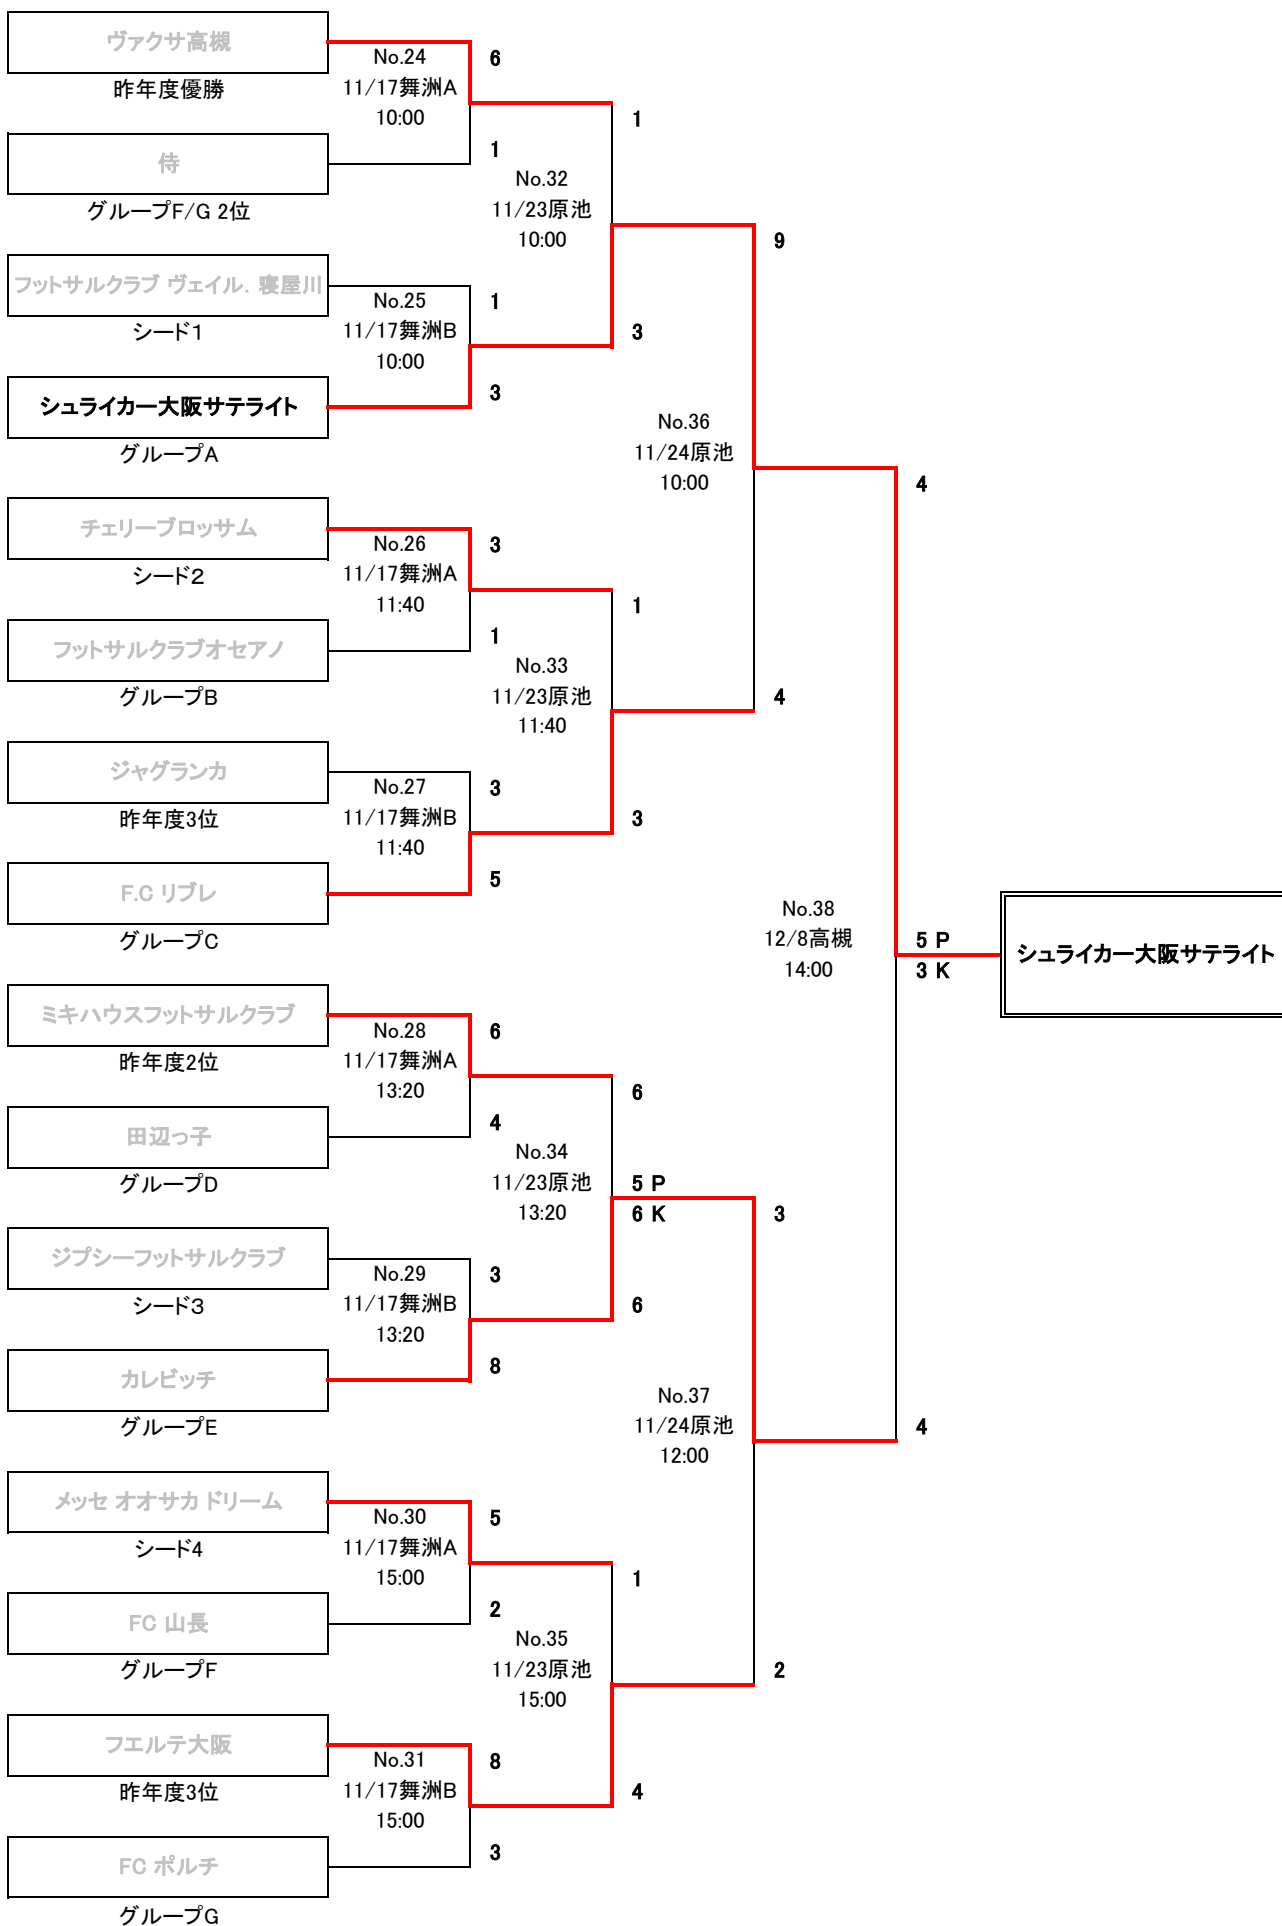 ヴァクサ高槻
昨年度優勝
No.24
11/17舞洲A
10:00
6
1
侍
グループF/G 2位
1
No.32
11/23原池
10:00
9
フットサルクラブ ヴェイル. 寝屋川
シード1
No.25
11/17舞洲B
10:00
1
3
3
シュライカー大阪サテライト
グループA
No.36
11/24原池
10:00
4
チェリーブロッサム
シード2
No.26
11/17舞洲A
11:40
3
1
フットサルクラブオセアノ
グループB
1
No.33
11/23原池
11:40
4
ジャグランカ
昨年度3位
No.27
11/17舞洲B
11:40
3
3
F.C リブレ
グループC
5
No.38
12/8高槻
14:00
5 P
3 K
シュライカー大阪サテライト
ミキハウスフットサルクラブ
昨年度2位
No.28
11/17舞洲A
13:20
6
6
田辺っ子
グループD
4
No.34
11/23原池
13:20
5 P
6 K
3
ジプシーフットサルクラブ
シード3
No.29
11/17舞洲B
13:20
3
6
カレビッチ
グループE
8
No.37
11/24原池
12:00
4
メッセ オオサカ ドリーム
シード4
No.30
11/17舞洲A
15:00
5
1
FC 山長
グループF
2
No.35
11/23原池
15:00
2
フエルテ大阪
昨年度3位
No.31
11/17舞洲B
15:00
8
4
FC ポルチ
グループG
3